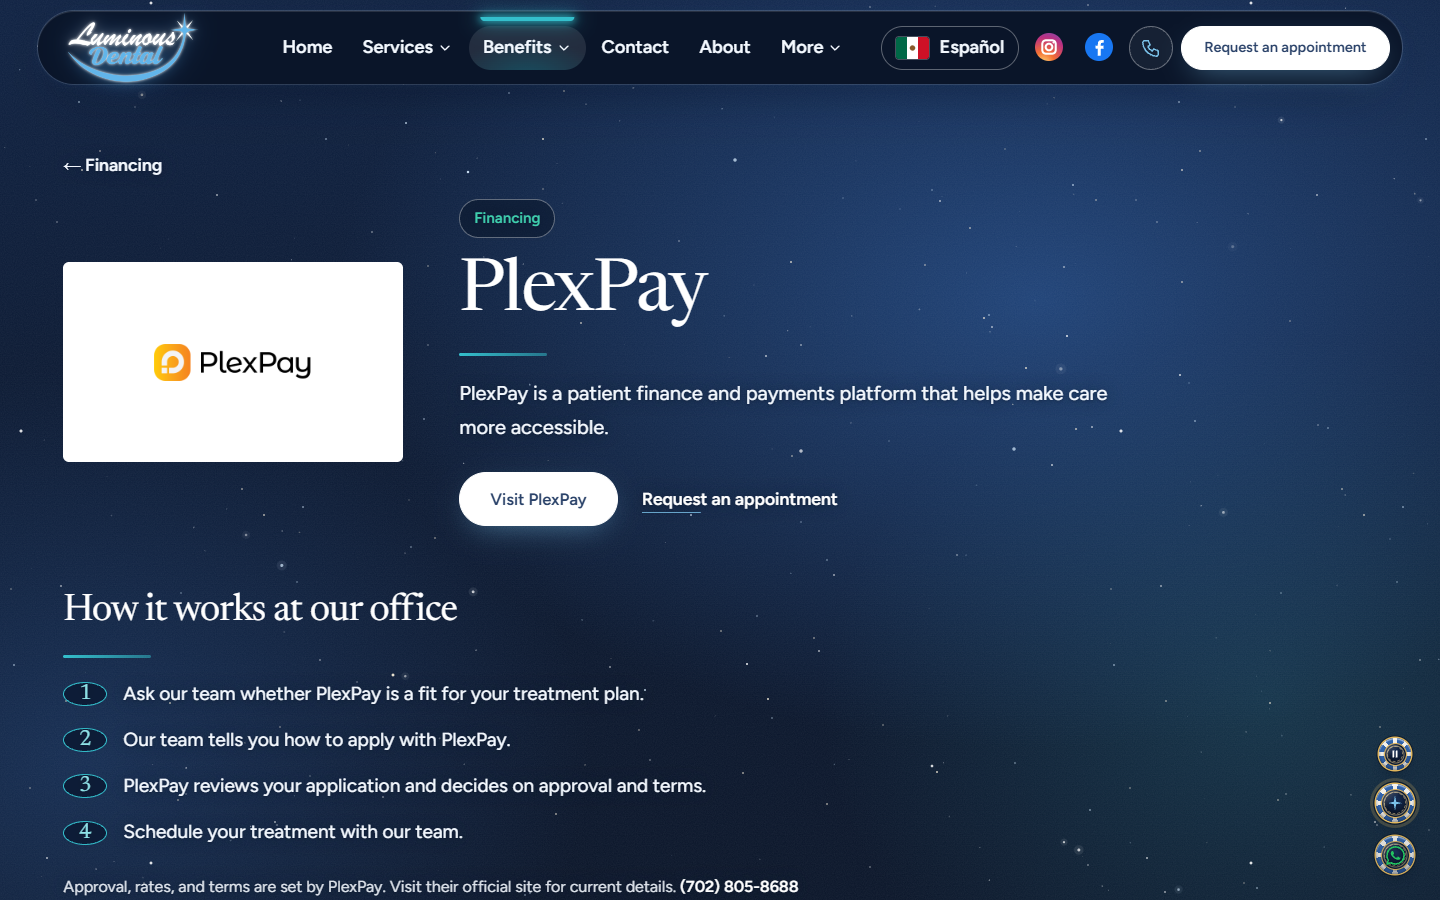 Luminous
Dental
Home
Services
Benefits
Contact
About
More
Español
Request an appointment
← Financing
Financing
PlexPay
PlexPay
PlexPay is a patient finance and payments platform that helps make care
more accessible.
Visit PlexPay
Request an appointment
How it works at our office
1 Ask our team whether PlexPay is a fit for your treatment plan.
2 Our team tells you how to apply with PlexPay.
3 PlexPay reviews your application and decides on approval and terms.
4 Schedule your treatment with our team.
Approval, rates, and terms are set by PlexPay. Visit their official site for current details. (702) 805-8688